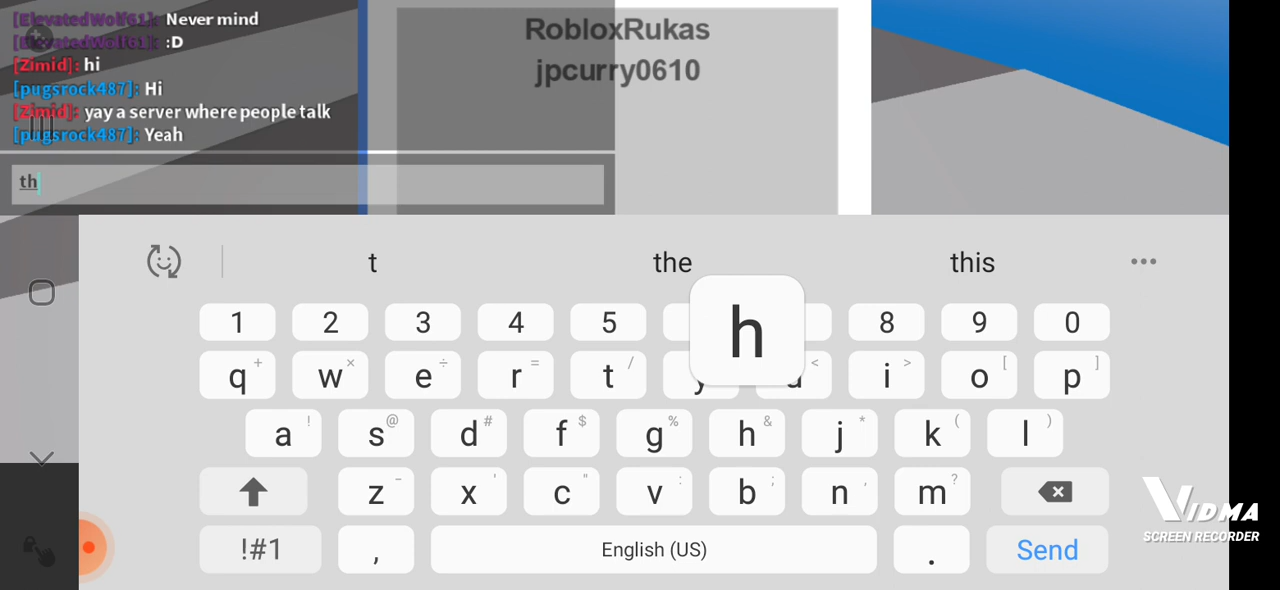 [ElevatedWolf61]: Never mind
[ElevatedWolf61]: :D
[Zimid]: hi
[pugsrock487]: Hi
[Zimid]: yay a server where people talk
[pugsrock487]: Yeah
RobloxRukas
jpcurry0610
th
t the this
h
1 2 3 4 5 8 9 0
q + w × e ÷ r = t / y u < i > o [ p ]
a ! s @ d # f $ g % h & j * k ( l )
z - x ' c " v : b ; n , m ?
!#1 , English (US) . Send
VIDMA
SCREEN RECORDER